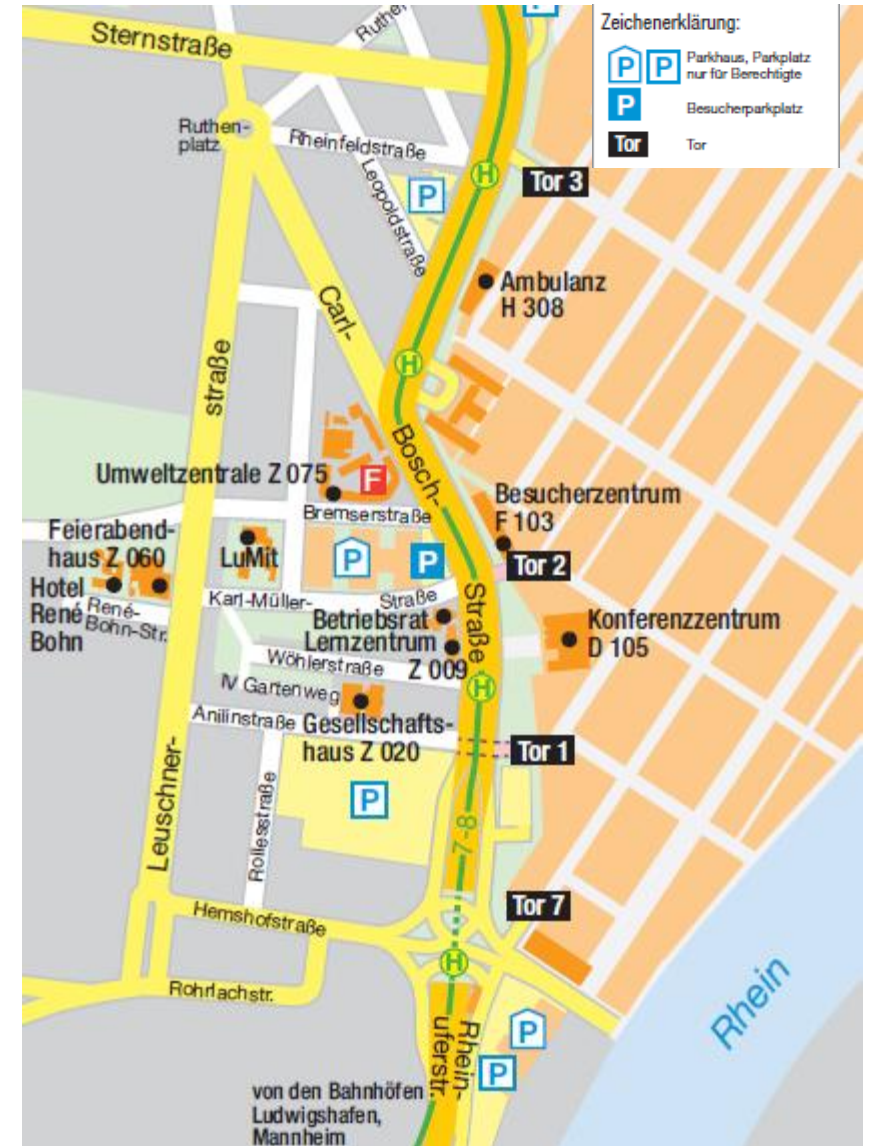 Zeichenerklärung:
P P Parkhaus, Parkplatz
nur für Berechtigte
P Besucherparkplatz
Tor Tor
P
Sternstraße
Ruthen-
platz
Rheinfeldstraße
Leopoldstraße
P
H
Tor 3
Ambulanz
H 308
Carl-
H
straße
Bosch-
Umweltzentrale Z 075
F
Bremserstraße
Besucherzentrum
F 103
Feierabend-
haus Z 060
LuMit
P
P
Tor 2
Hotel
René
Bohn
René-
Bohn-Str.
Karl-Müller-
Straße
Straße
Betriebsrat
Lernzentrum
Z 009
Konferenzzentrum
D 105
Wöhlerstraße
IV Gartenweg
H
Anilinstraße
Gesellschafts-
haus Z 020
Tor 1
P
Rollesstraße
Leuschner-
7-8
Hemshofstraße
Tor 7
H
Rohrlachstr.
Rhein
Rhein-
uferstr.
P
P
von den Bahnhöfen
Ludwigshafen,
Mannheim